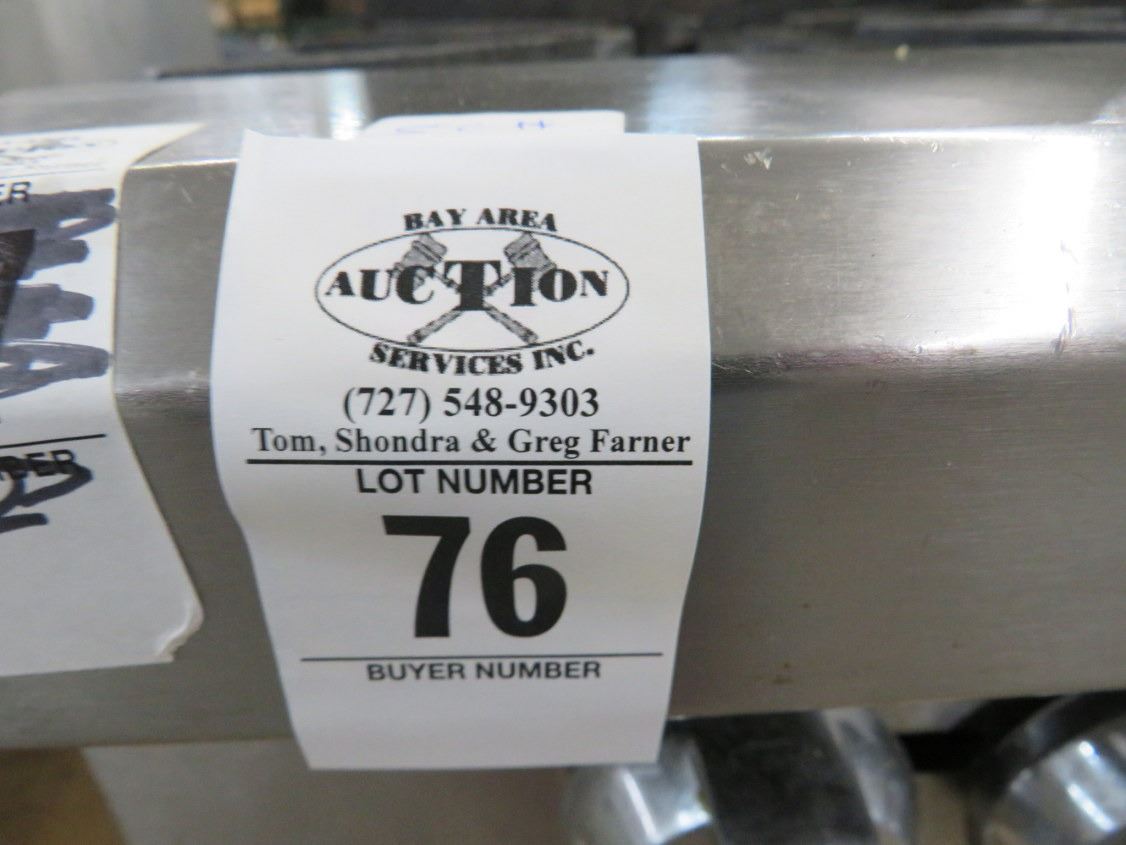 BAY AREA
AUCTION
SERVICES INC.
(727) 548-9303
Tom, Shondra & Greg Farner
LOT NUMBER
76
BUYER NUMBER